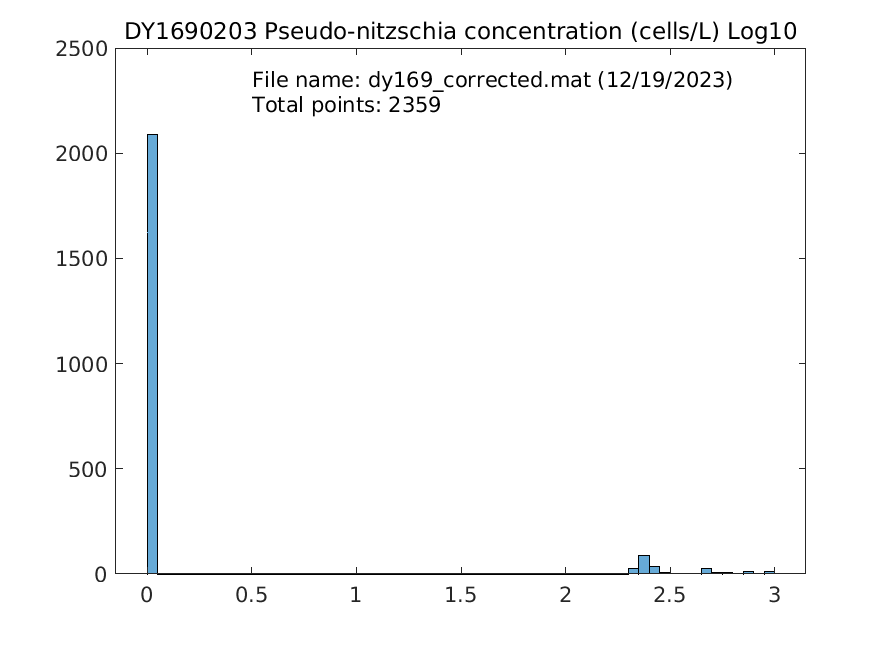 DY1690203 Pseudo-nitzschia concentration (cells/L) Log10
File name: dy169_corrected.mat (12/19/2023)
Total points: 2359
2500
2000
1500
1000
500
0
0 0.5 1 1.5 2 2.5 3